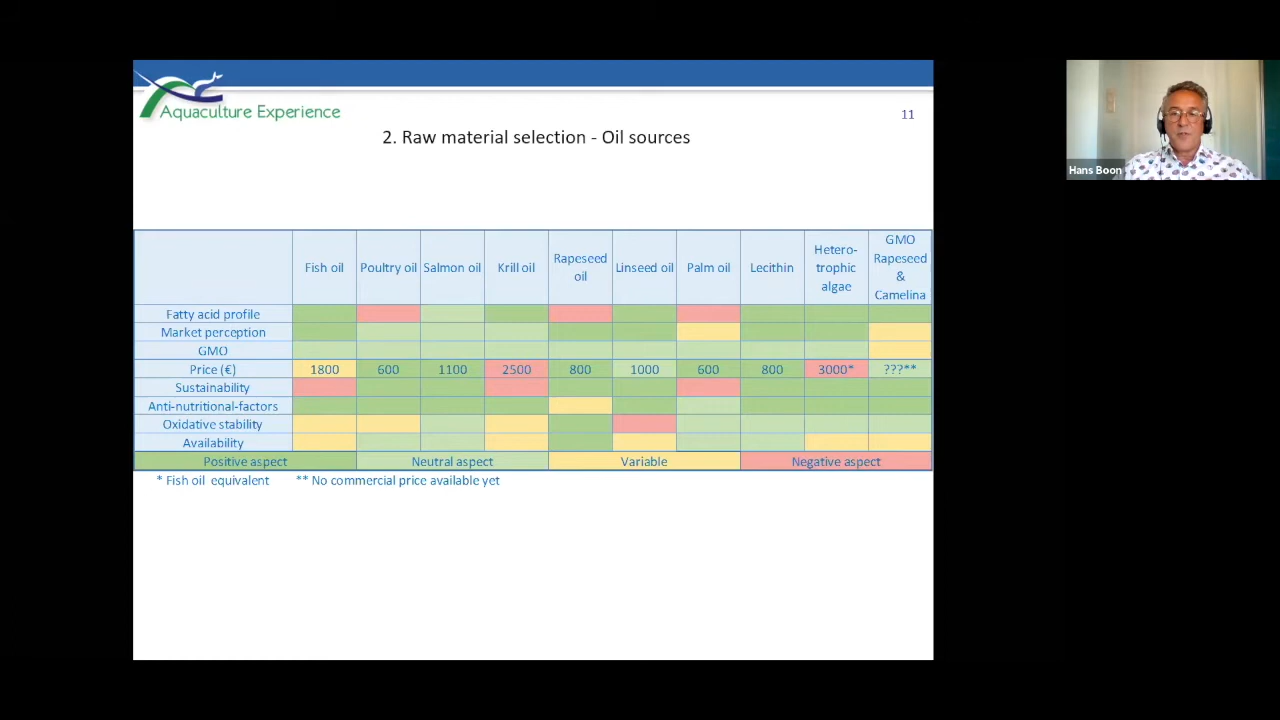 Aquaculture Experience
11
2. Raw material selection - Oil sources
Hans Boon
Fish oil Poultry oil Salmon oil Krill oil Rapeseed oil Linseed oil Palm oil Lecithin Hetero-trophic algae GMO Rapeseed & Camelina
Fatty acid profile
Market perception
GMO
Price (€) 1800 600 1100 2500 800 1000 600 800 3000* ???**
Sustainability
Anti-nutritional-factors
Oxidative stability
Availability
Positive aspect Neutral aspect Variable Negative aspect
* Fish oil equivalent ** No commercial price available yet